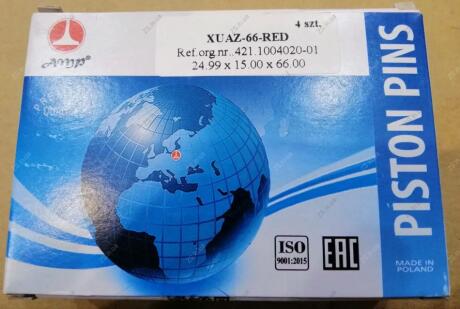 4 szt.
XUAZ-66-RED
Ref.org nr..421.1004020-01
24.99 x 15.00 x 66.00
Amp
PISTON PINS
ISO
9001:2015
EAC
MADE IN
POLAND